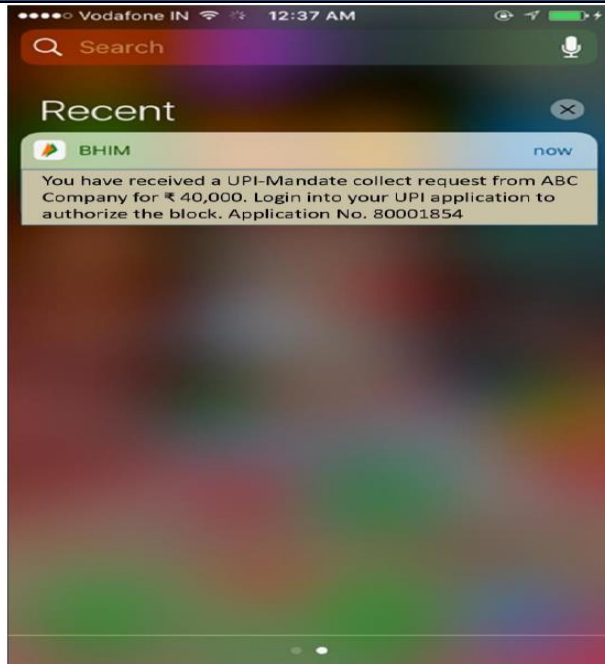 Vodafone IN 12:37 AM
Search
Recent
BHIM now
You have received a UPI-Mandate collect request from ABC
Company for ₹ 40,000. Login into your UPI application to
authorize the block. Application No. 80001854